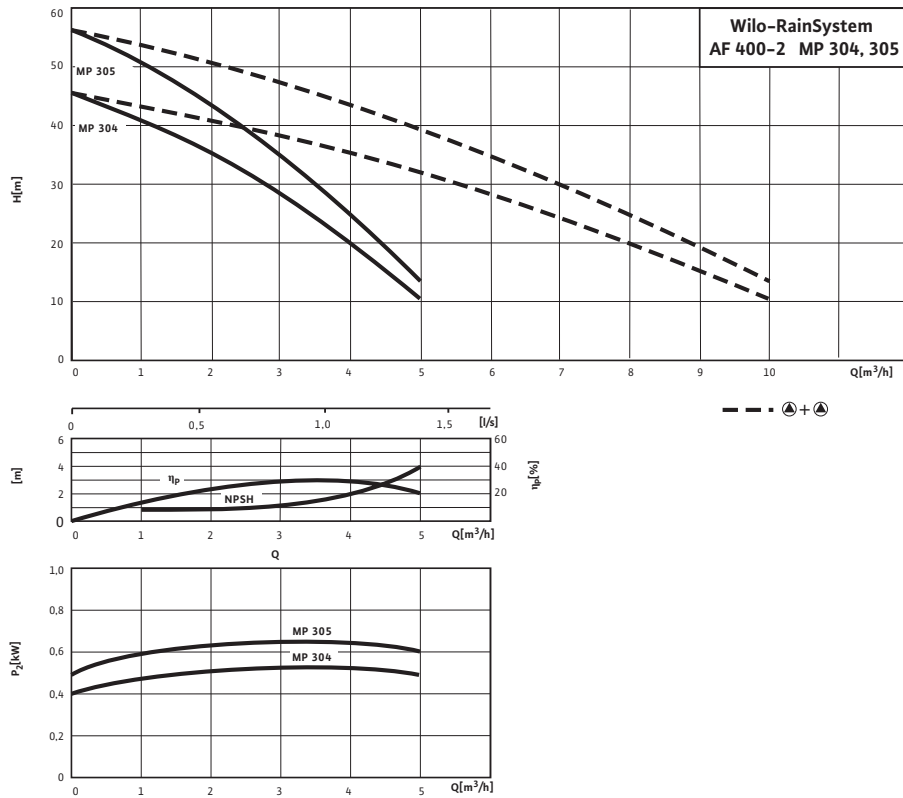 Wilo-RainSystem
AF 400-2 MP 304, 305
60
50
40
30
20
10
0
H[m]
MP 305
MP 304
0 1 2 3 4 5 6 7 8 9 10 Q[m³/h]
+
0 0,5 1,0 1,5 [l/s]
6
4
2
0
[m]
ηP
NPSH
60
40
20
ηP[%]
0 1 2 3 4 5 Q[m³/h]
Q
1,0
0,8
0,6
0,4
0,2
0
P₂[kW]
MP 305
MP 304
0 1 2 3 4 5 Q[m³/h]